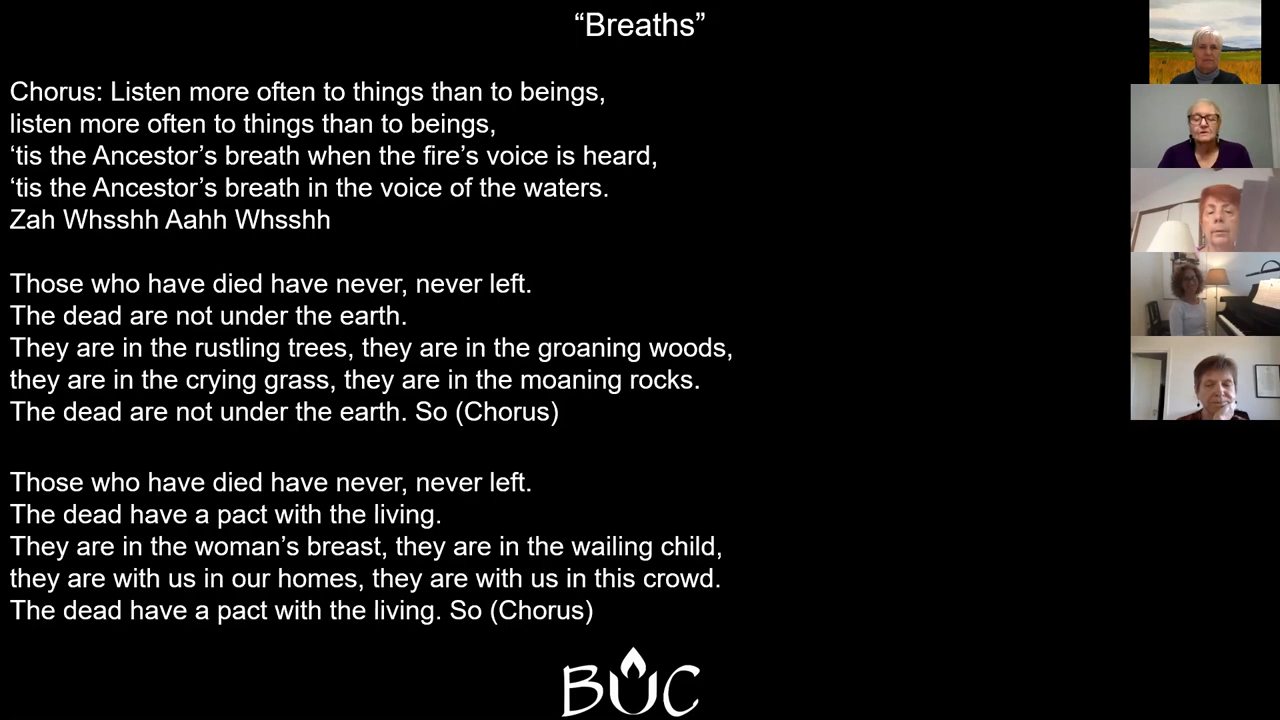 “Breaths”
Chorus: Listen more often to things than to beings,
listen more often to things than to beings,
‘tis the Ancestor’s breath when the fire’s voice is heard,
‘tis the Ancestor’s breath in the voice of the waters.
Zah Whsshh Aahh Whsshh
Those who have died have never, never left.
The dead are not under the earth.
They are in the rustling trees, they are in the groaning woods,
they are in the crying grass, they are in the moaning rocks.
The dead are not under the earth. So (Chorus)
Those who have died have never, never left.
The dead have a pact with the living.
They are in the woman’s breast, they are in the wailing child,
they are with us in our homes, they are with us in this crowd.
The dead have a pact with the living. So (Chorus)
BUC